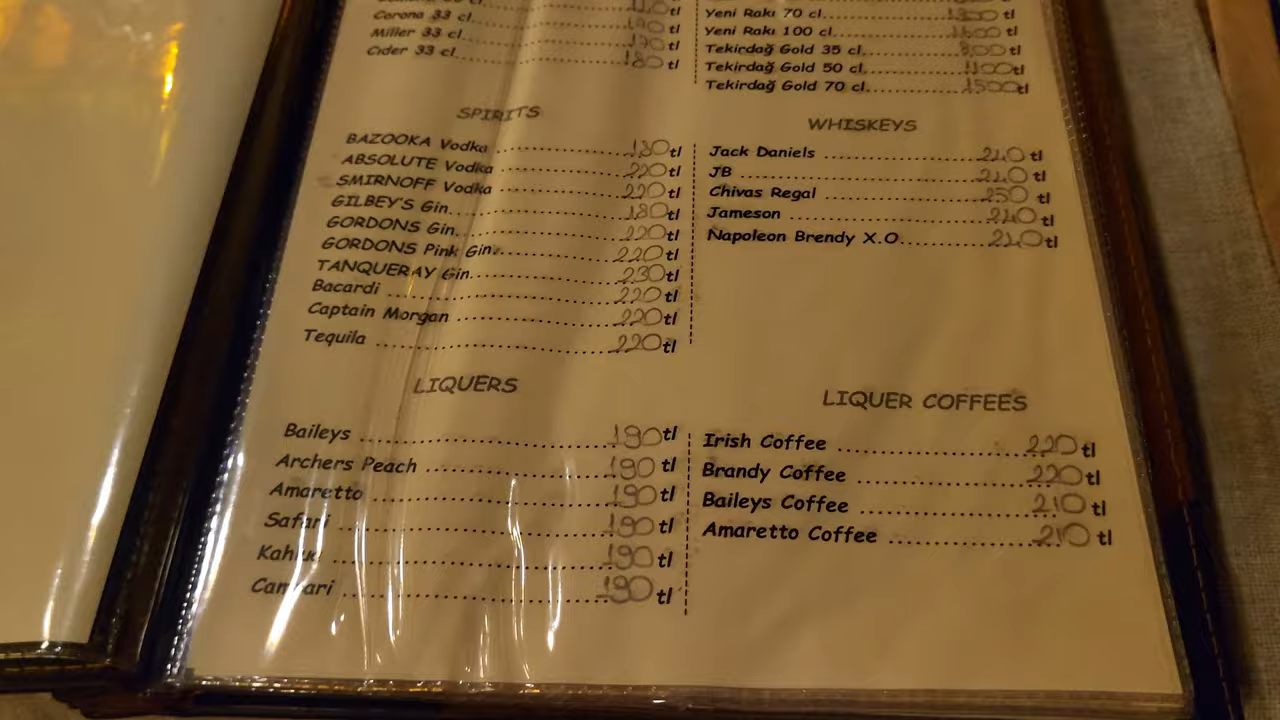 Corona 33 cl. 190 tl
Miller 33 cl. 170 tl
Cider 33 cl. 180 tl
SPIRITS
BAZOOKA Vodka 180 tl
ABSOLUTE Vodka 220 tl
SMIRNOFF Vodka 220 tl
GILBEY'S Gin. 180 tl
GORDONS Gin. 220 tl
GORDONS Pink Gin. 220 tl
TANQUERAY Gin. 230 tl
Bacardi 220 tl
Captain Morgan 220 tl
Tequila 220 tl
LIQUERS
Baileys 190 tl
Archers Peach 190 tl
Amaretto 190 tl
Safari 190 tl
Kahlua 190 tl
Campari 190 tl
Yeni Rakı 70 cl. tl
Yeni Rakı 100 cl. 1600 tl
Tekirdağ Gold 35 cl. 800 tl
Tekirdağ Gold 50 cl. 1100 tl
Tekirdağ Gold 70 cl. 1500 tl
WHISKEYS
Jack Daniels 240 tl
JB 240 tl
Chivas Regal 250 tl
Jameson 240 tl
Napoleon Brendy X.O. 240 tl
LIQUER COFFEES
Irish Coffee 220 tl
Brandy Coffee 220 tl
Baileys Coffee 210 tl
Amaretto Coffee 210 tl